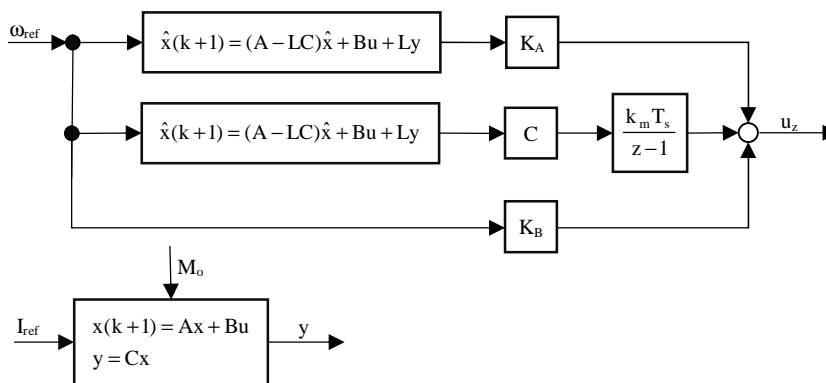 ω_ref
x̂(k+1) = (A−LC)x̂ + Bu + Ly
K_A
x̂(k+1) = (A−LC)x̂ + Bu + Ly
C
k_m T_s
z−1
u_z
K_B
M_o
I_ref
x(k+1) = Ax + Bu
y = Cx
y